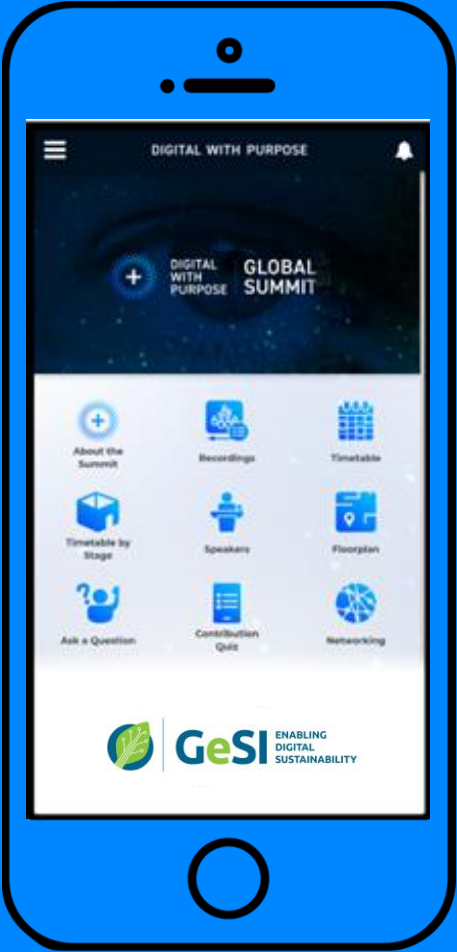 DIGITAL WITH PURPOSE
DIGITAL
WITH
PURPOSE
GLOBAL
SUMMIT
About the
Summit
Recordings
Timetable
Timetable by
Stage
Speakers
Floorplan
Ask a Question
Contribution
Quiz
Networking
GeSI
ENABLING
DIGITAL
SUSTAINABILITY